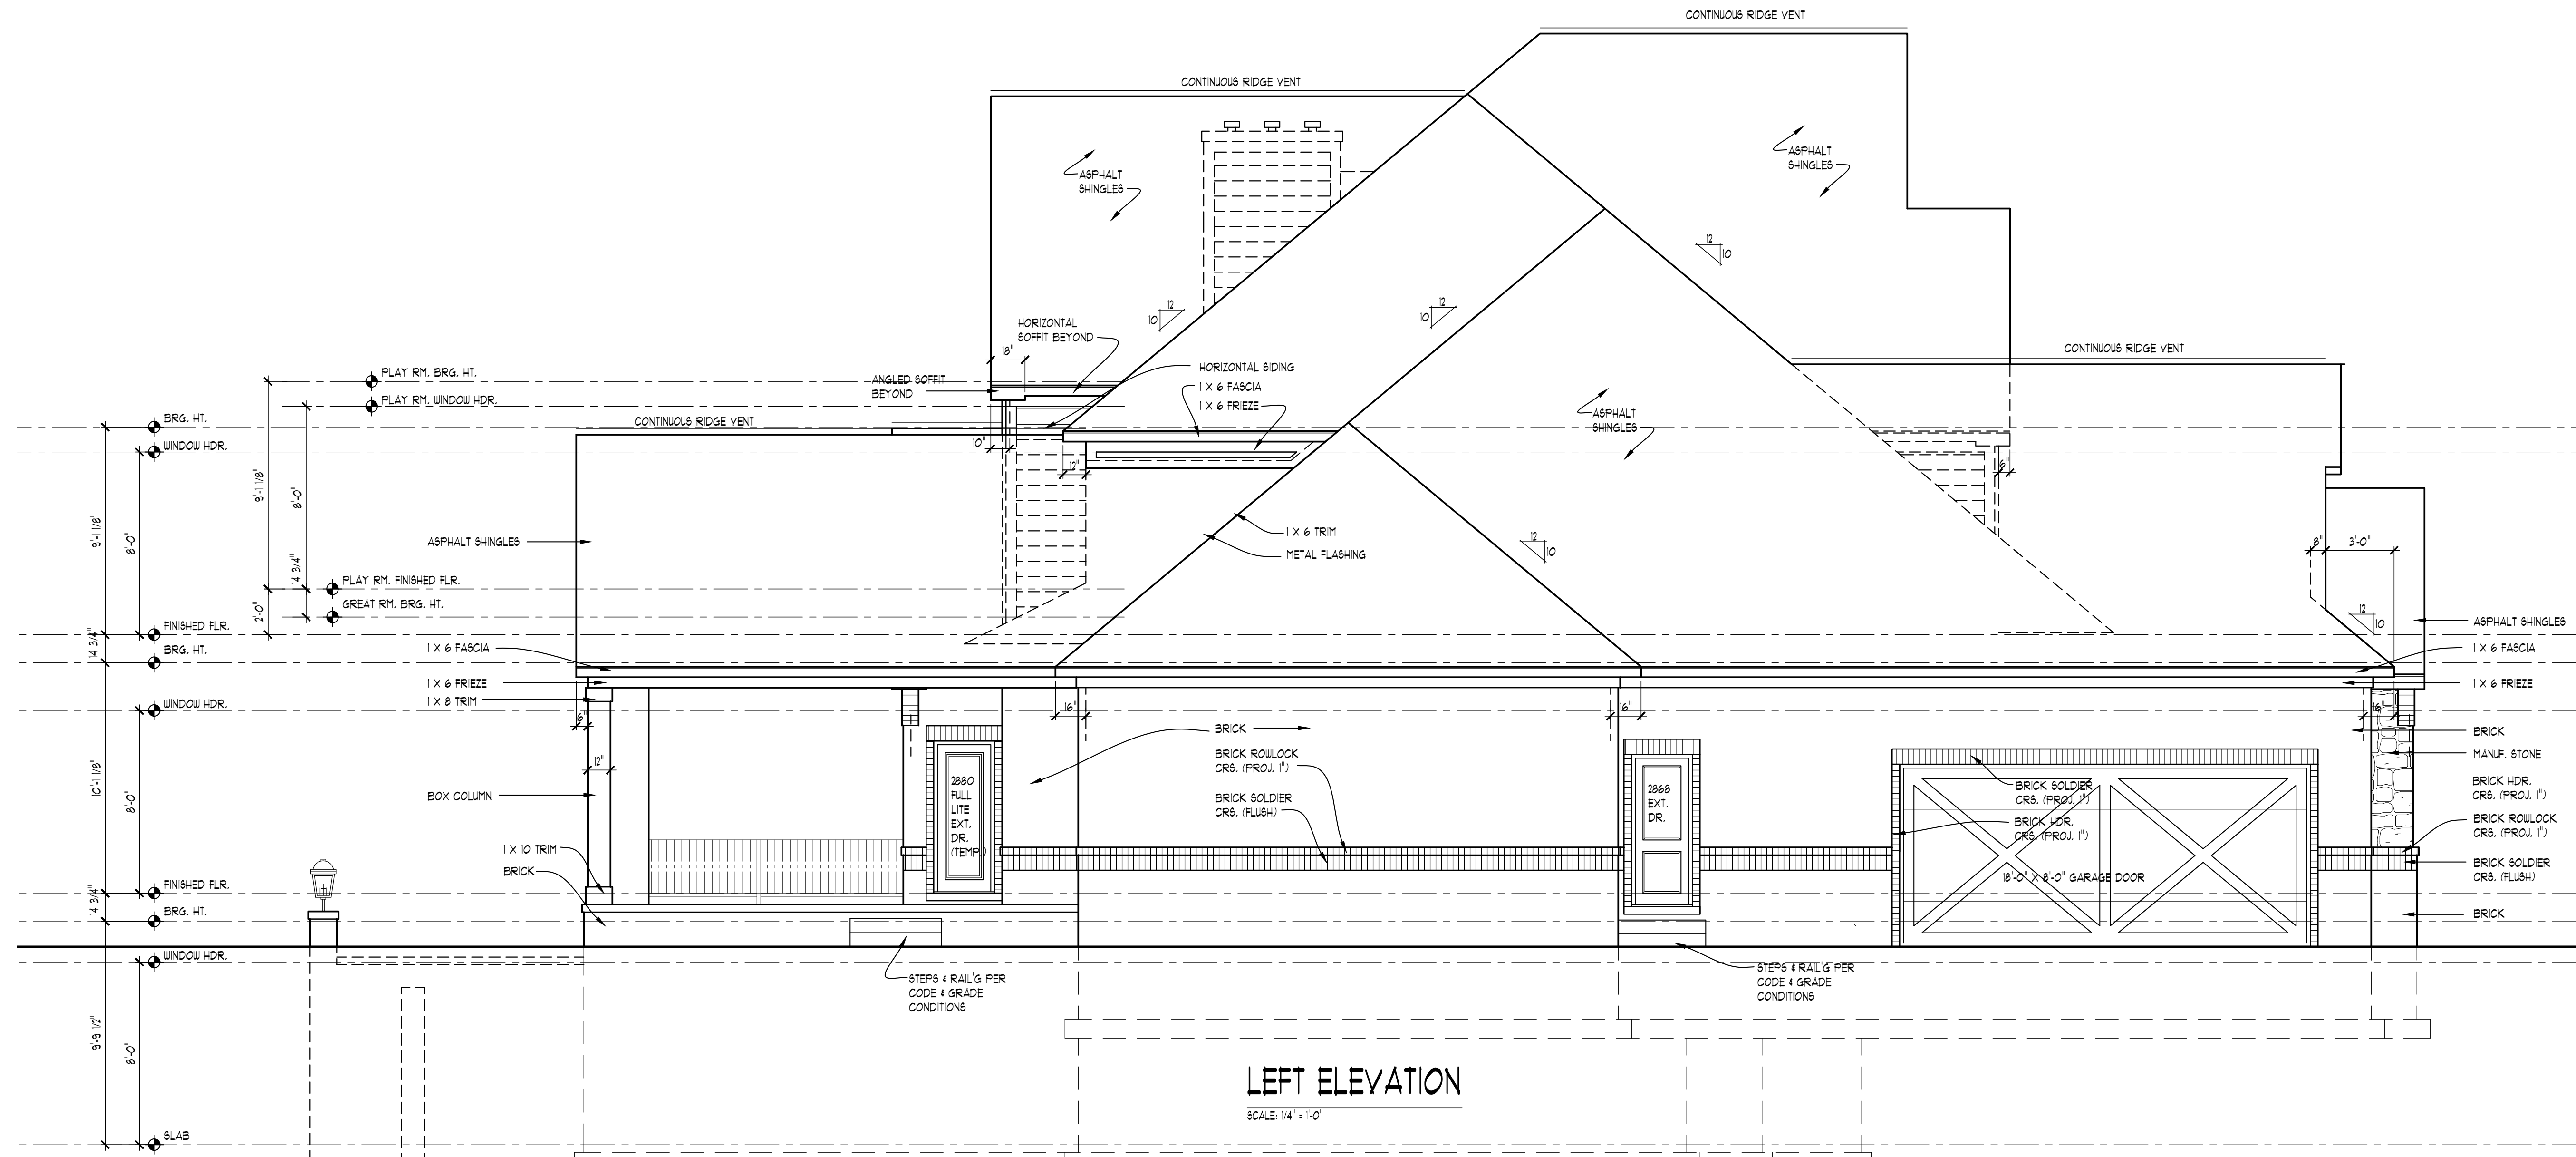 CONTINUOUS RIDGE VENT
CONTINUOUS RIDGE VENT
ASPHALT
SHINGLES
ASPHALT
SHINGLES
12
10
12
10
12
10
HORIZONTAL
SOFFIT BEYOND
18"
CONTINUOUS RIDGE VENT
HORIZONTAL SIDING
1 X 6 FASCIA
1 X 6 FRIEZE
ANGLED SOFFIT
BEYOND
PLAY RM. BRG. HT.
PLAY RM. WINDOW HDR.
BRG. HT.
WINDOW HDR.
CONTINUOUS RIDGE VENT
10"
12"
6"
ASPHALT
SHINGLES
9'-1 1/8"
8'-0"
9'-1 1/8"
8'-0"
14 3/4"
2'-0"
14 3/4"
ASPHALT SHINGLES
1 X 6 TRIM
METAL FLASHING
12
10
8"
3'-0"
12
10
PLAY RM. FINISHED FLR.
GREAT RM. BRG. HT.
FINISHED FLR.
BRG. HT.
ASPHALT SHINGLES
1 X 6 FASCIA
1 X 6 FRIEZE
1 X 6 FASCIA
1 X 6 FRIEZE
1 X 8 TRIM
WINDOW HDR.
6"
16"
16"
16"
12"
BRICK
BRICK ROWLOCK
CRS. (PROJ. 1")
BRICK SOLDIER
CRS. (FLUSH)
BRICK
MANUF. STONE
BRICK HDR.
CRS. (PROJ. 1")
BRICK ROWLOCK
CRS. (PROJ. 1")
BRICK SOLDIER
CRS. (FLUSH)
BRICK
10'-1 1/8"
8'-0"
BOX COLUMN
1 X 10 TRIM
BRICK
2880
FULL
LITE
EXT.
DR.
(TEMP.)
2868
EXT.
DR.
BRICK SOLDIER
CRS. (PROJ. 1")
BRICK HDR.
CRS. (PROJ. 1")
18'-0" X 8'-0" GARAGE DOOR
FINISHED FLR.
14 3/4"
BRG. HT.
WINDOW HDR.
STEPS & RAIL'G PER
CODE & GRADE
CONDITIONS
STEPS & RAIL'G PER
CODE & GRADE
CONDITIONS
9'-9 1/2"
8'-0"
SLAB
LEFT ELEVATION
SCALE: 1/4" = 1'-0"